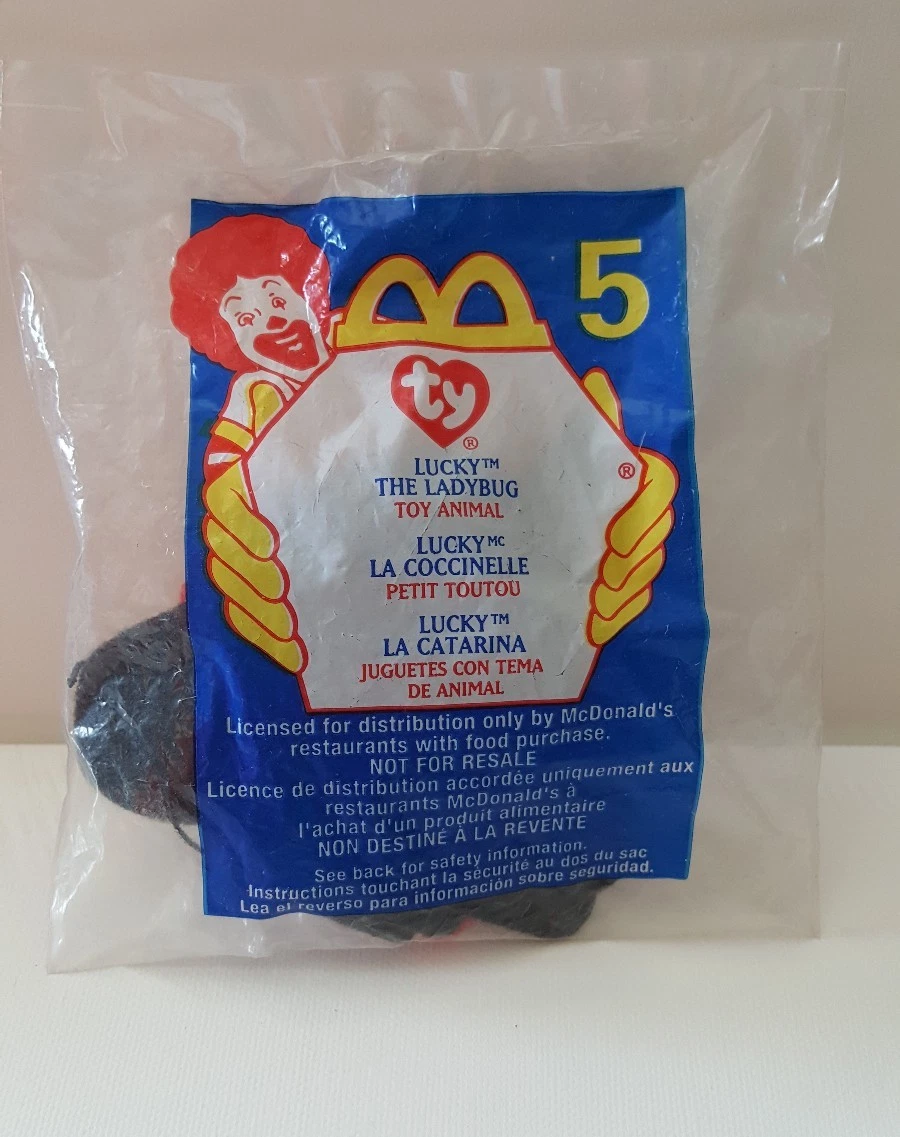 5
ty®
®
LUCKY™
THE LADYBUG
TOY ANIMAL
LUCKY MC
LA COCCINELLE
PETIT TOUTOU
LUCKY™
LA CATARINA
JUGUETES CON TEMA
DE ANIMAL
Licensed for distribution only by McDonald's
restaurants with food purchase.
NOT FOR RESALE
Licence de distribution accordée uniquement aux
restaurants McDonald's à
l'achat d'un produit alimentaire
NON DESTINÉ À LA REVENTE
See back for safety information.
Instructions touchant la sécurité au dos du sac
Lea el reverso para información sobre seguridad.